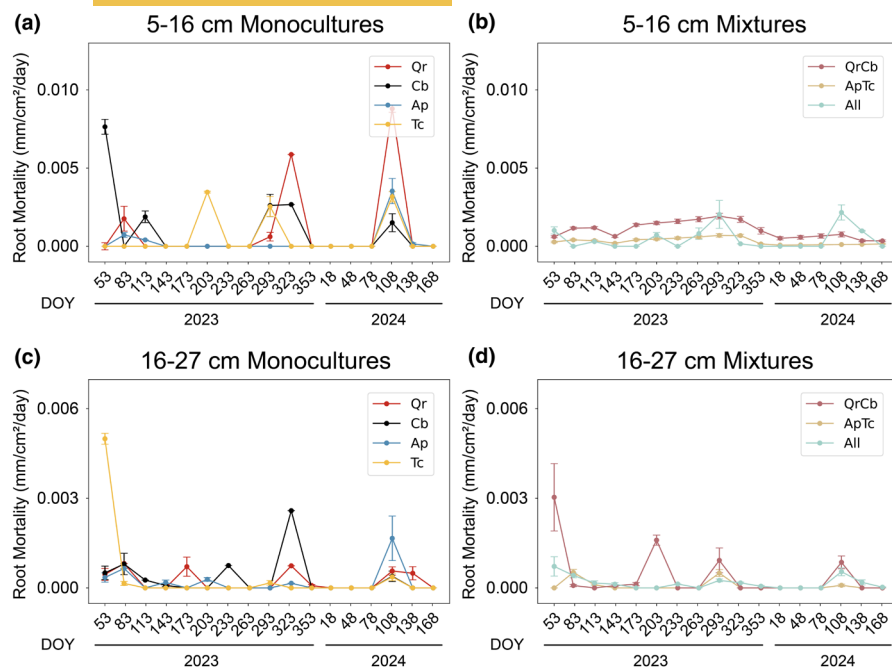 (a) 5-16 cm Monocultures
Root Mortality (mm/cm²/day)
0.010
0.005
0.000
Qr
Cb
Ap
Tc
53 83 113 143 173 203 233 263 293 323 353 18 48 78 108 138 168
DOY
2023 2024
(b) 5-16 cm Mixtures
Root Mortality (mm/cm²/day)
0.010
0.005
0.000
QrCb
ApTc
All
53 83 113 143 173 203 233 263 293 323 353 18 48 78 108 138 168
DOY
2023 2024
(c) 16-27 cm Monocultures
Root Mortality (mm/cm²/day)
0.006
0.003
0.000
Qr
Cb
Ap
Tc
53 83 113 143 173 203 233 263 293 323 353 18 48 78 108 138 168
DOY
2023 2024
(d) 16-27 cm Mixtures
Root Mortality (mm/cm²/day)
0.006
0.003
0.000
QrCb
ApTc
All
53 83 113 143 173 203 233 263 293 323 353 18 48 78 108 138 168
DOY
2023 2024